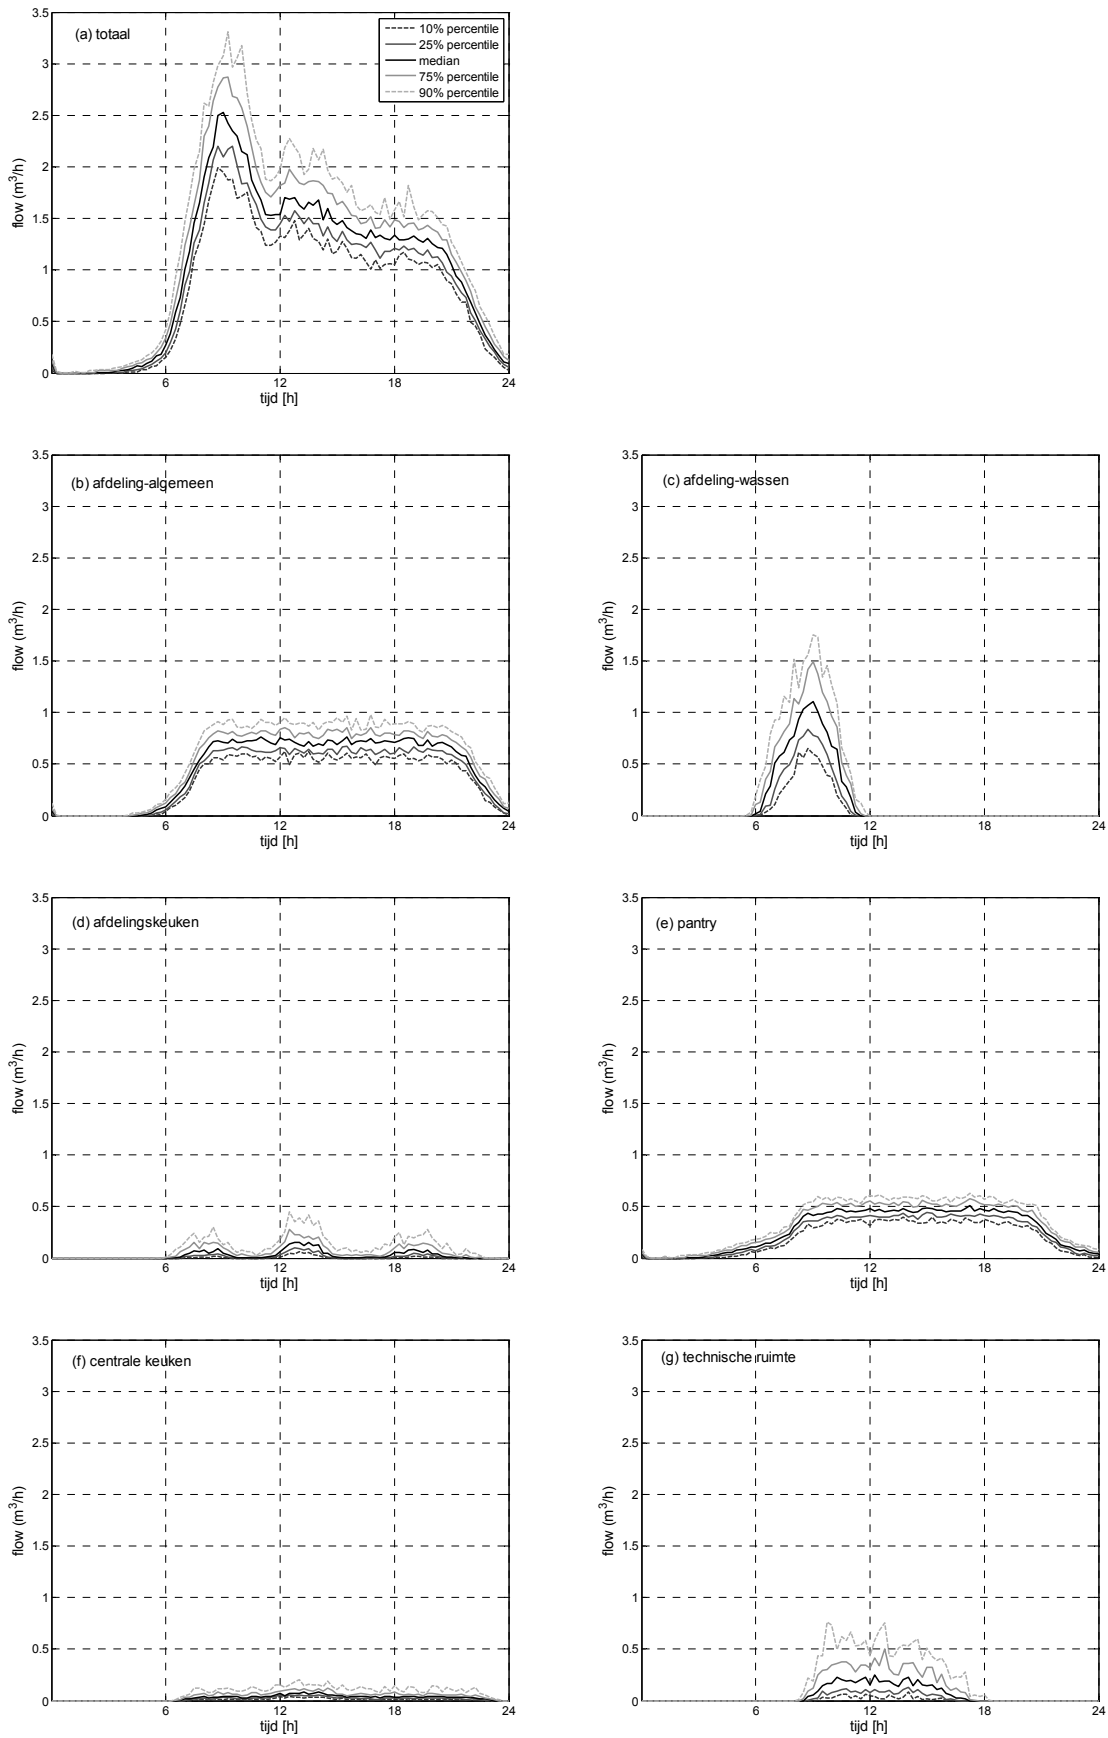 (a) totaal
10% percentile
25% percentile
median
75% percentile
90% percentile
3.5
3
2.5
2
1.5
1
0.5
0
flow (m³/h)
6 12 18 24
tijd [h]
(b) afdeling-algemeen
3.5
3
2.5
2
1.5
1
0.5
0
flow (m³/h)
6 12 18 24
tijd [h]
(c) afdeling-wassen
3.5
3
2.5
2
1.5
1
0.5
0
flow (m³/h)
6 12 18 24
tijd [h]
(d) afdelingskeuken
3.5
3
2.5
2
1.5
1
0.5
0
flow (m³/h)
6 12 18 24
tijd [h]
(e) pantry
3.5
3
2.5
2
1.5
1
0.5
0
flow (m³/h)
6 12 18 24
tijd [h]
(f) centrale keuken
3.5
3
2.5
2
1.5
1
0.5
0
flow (m³/h)
6 12 18 24
tijd [h]
(g) technische ruimte
3.5
3
2.5
2
1.5
1
0.5
0
flow (m³/h)
6 12 18 24
tijd [h]